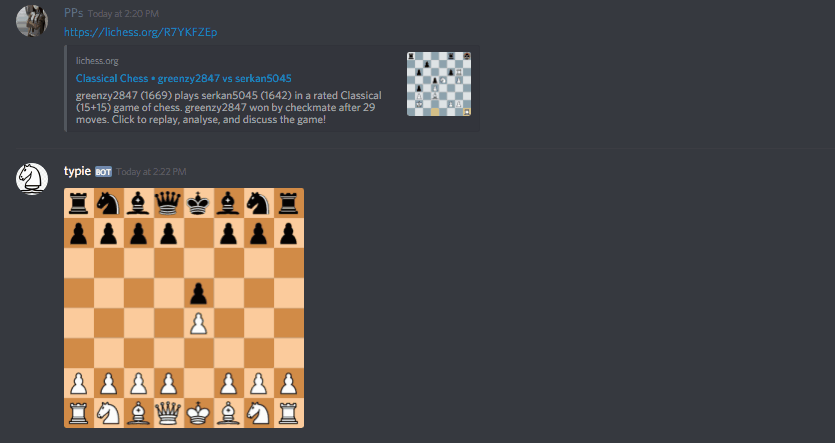 PPs Today at 2:20 PM
https://lichess.org/R7YKFZEp
lichess.org
Classical Chess • greenzy2847 vs serkan5045
greenzy2847 (1669) plays serkan5045 (1642) in a rated Classical
(15+15) game of chess. greenzy2847 won by checkmate after 29
moves. Click to replay, analyse, and discuss the game!
typie BOT Today at 2:22 PM